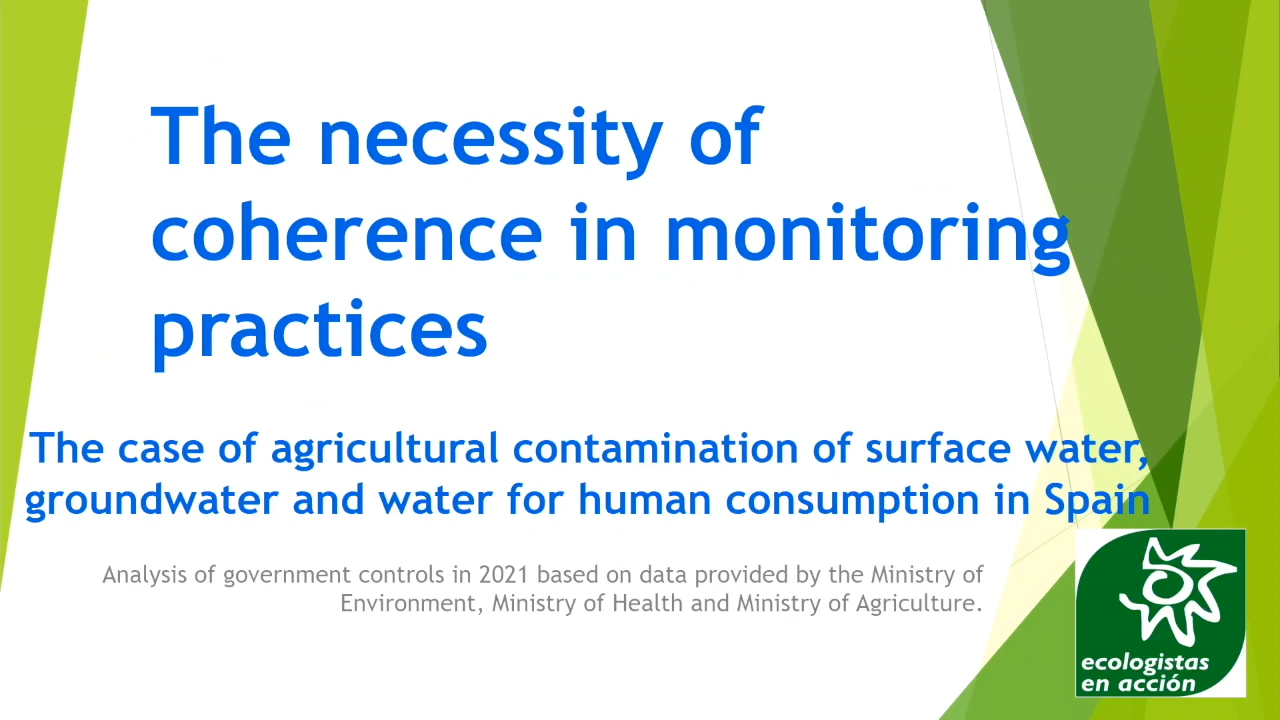 The necessity of
coherence in monitoring
practices
The case of agricultural contamination of surface water,
groundwater and water for human consumption in Spain
Analysis of government controls in 2021 based on data provided by the Ministry of
Environment, Ministry of Health and Ministry of Agriculture.
ecologistas
en acción